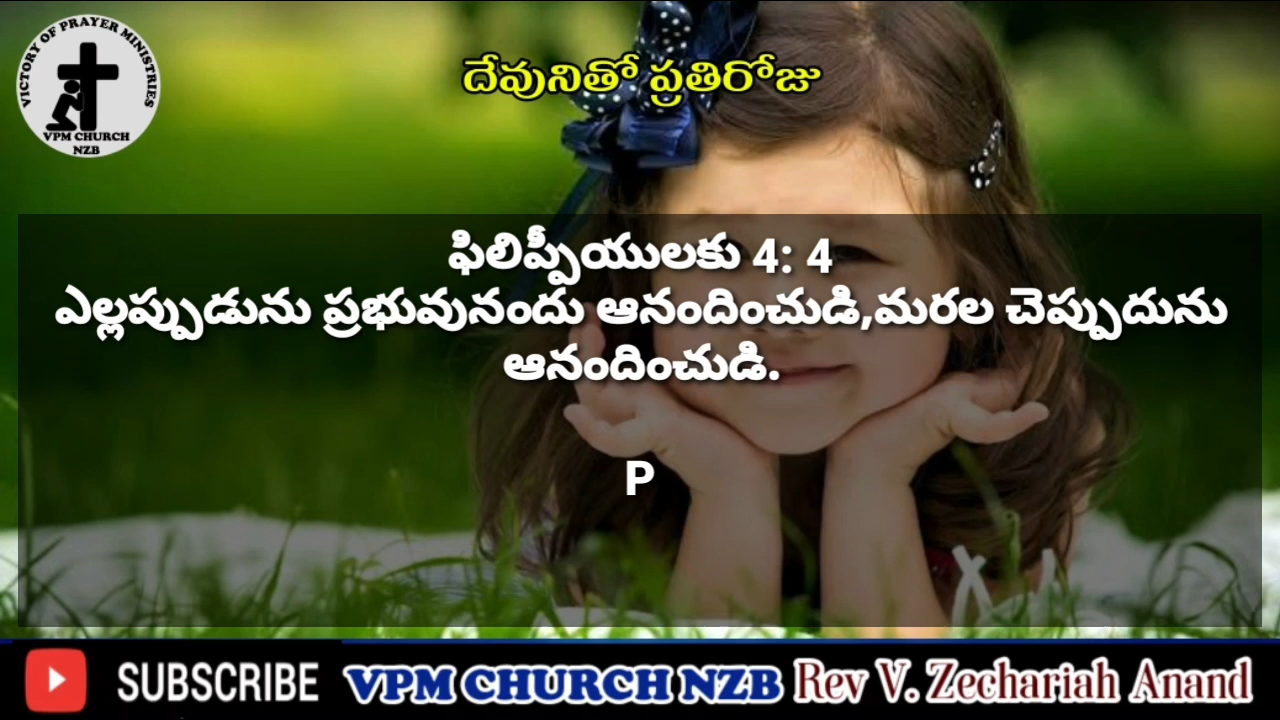 VICTORY OF PRAYER MINISTRIES
VPM CHURCH
NZB
దేవునితో ప్రతిరోజు
ఫిలిప్పీయులకు 4: 4
ఎల్లప్పుడును ప్రభువునందు ఆనందించుడి,మరల చెప్పుదును
ఆనందించుడి.
P
SUBSCRIBE VPM CHURCH NZB Rev V. Zechariah Anand